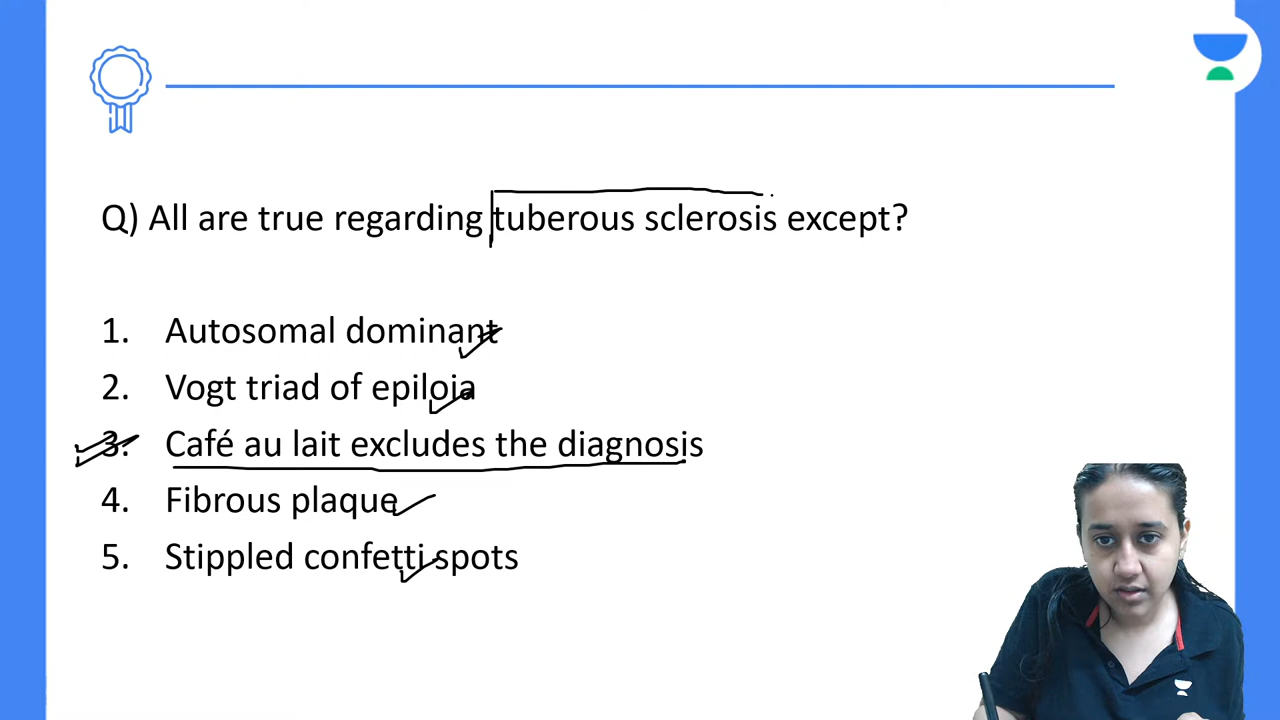 Q) All are true regarding tuberous sclerosis except?
1. Autosomal dominant
2. Vogt triad of epiloia
3. Café au lait excludes the diagnosis
4. Fibrous plaque
5. Stippled confetti spots